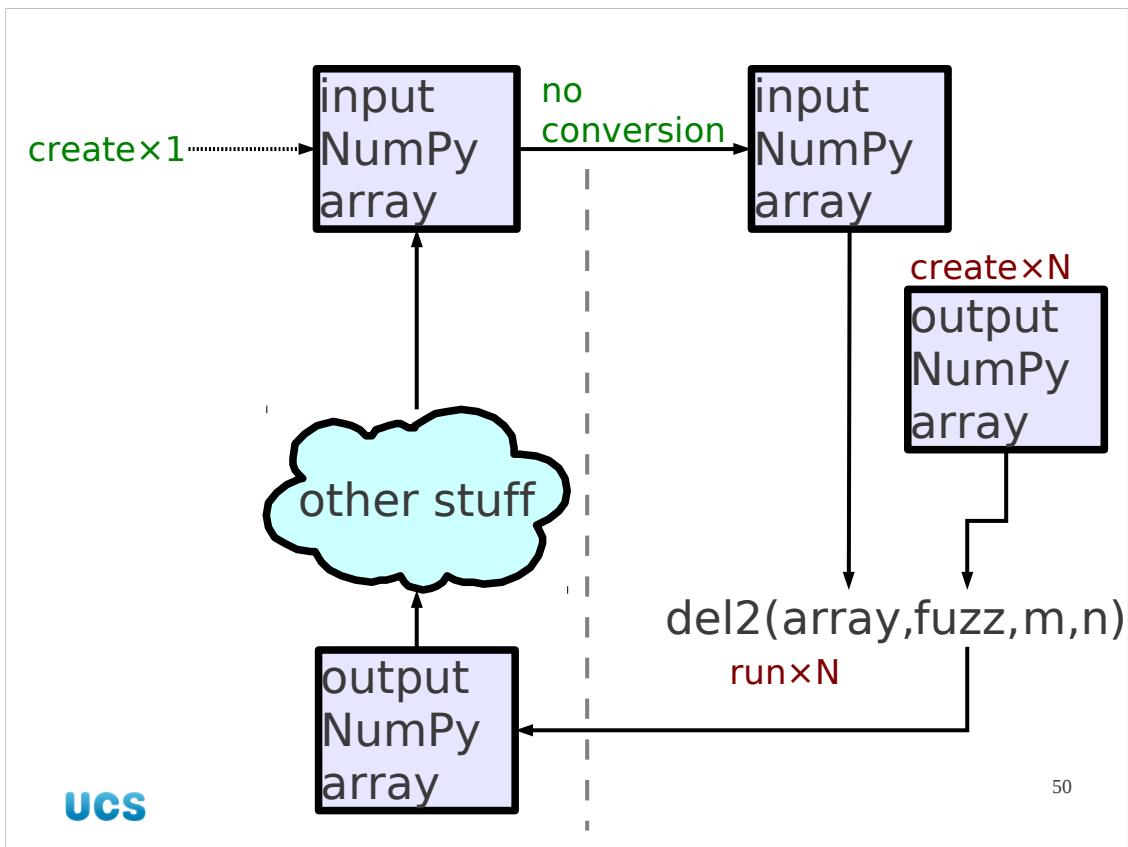 create×1
input
NumPy
array
no
conversion
input
NumPy
array
create×N
output
NumPy
array
other stuff
del2(array,fuzz,m,n)
run×N
output
NumPy
array
UCS
50